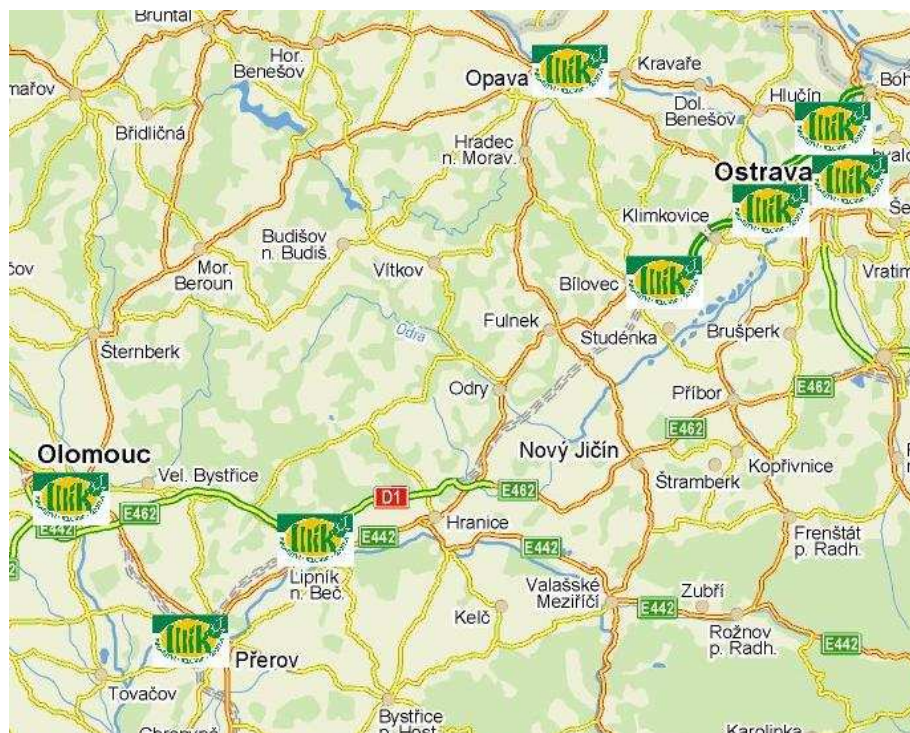 Bruntál
Hor.
Benešov
Opava
Kravaře
Břidličná
Hradec
n. Morav.
Dol.
Benešov
Hlučín
Ostrava
Klimkovice
Budišov
n. Budiš.
Vítkov
Mor.
Beroun
Bílovec
Šternberk
Odra
Fulnek
Studénka
Brušperk
Odry
Příbor
E462
E462
Olomouc
Vel. Bystřice
Nový Jičín
Štramberk
Kopřivnice
D1
E462
E462
E442
E442
Hranice
E442
Frenštát
p. Radh.
Lipník
n. Beč.
Kelč
Valašské
Meziříčí
E442
Zubří
Rožnov
p. Radh.
E442
Přerov
Tovačov
Bystřice
p. Host.
Karolinka